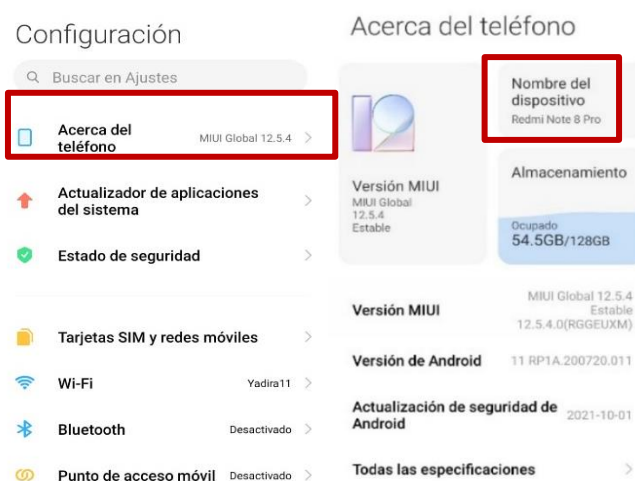 Configuración
Buscar en Ajustes
Acerca del
teléfono
MIUI Global 12.5.4
Actualizador de aplicaciones
del sistema
Estado de seguridad
Tarjetas SIM y redes móviles
Wi-Fi
Yadira11
Bluetooth
Desactivado
Punto de acceso móvil
Desactivado
Acerca del teléfono
12
Versión MIUI
MIUI Global
12.5.4
Estable
Nombre del
dispositivo
Redmi Note 8 Pro
Almacenamiento
Ocupado
54.5GB/128GB
Versión MIUI
MIUI Global 12.5.4
Estable
12.5.4.0(RGGEUXM)
Versión de Android
11 RP1A.200720.011
Actualización de seguridad de
Android
2021-10-01
Todas las especificaciones